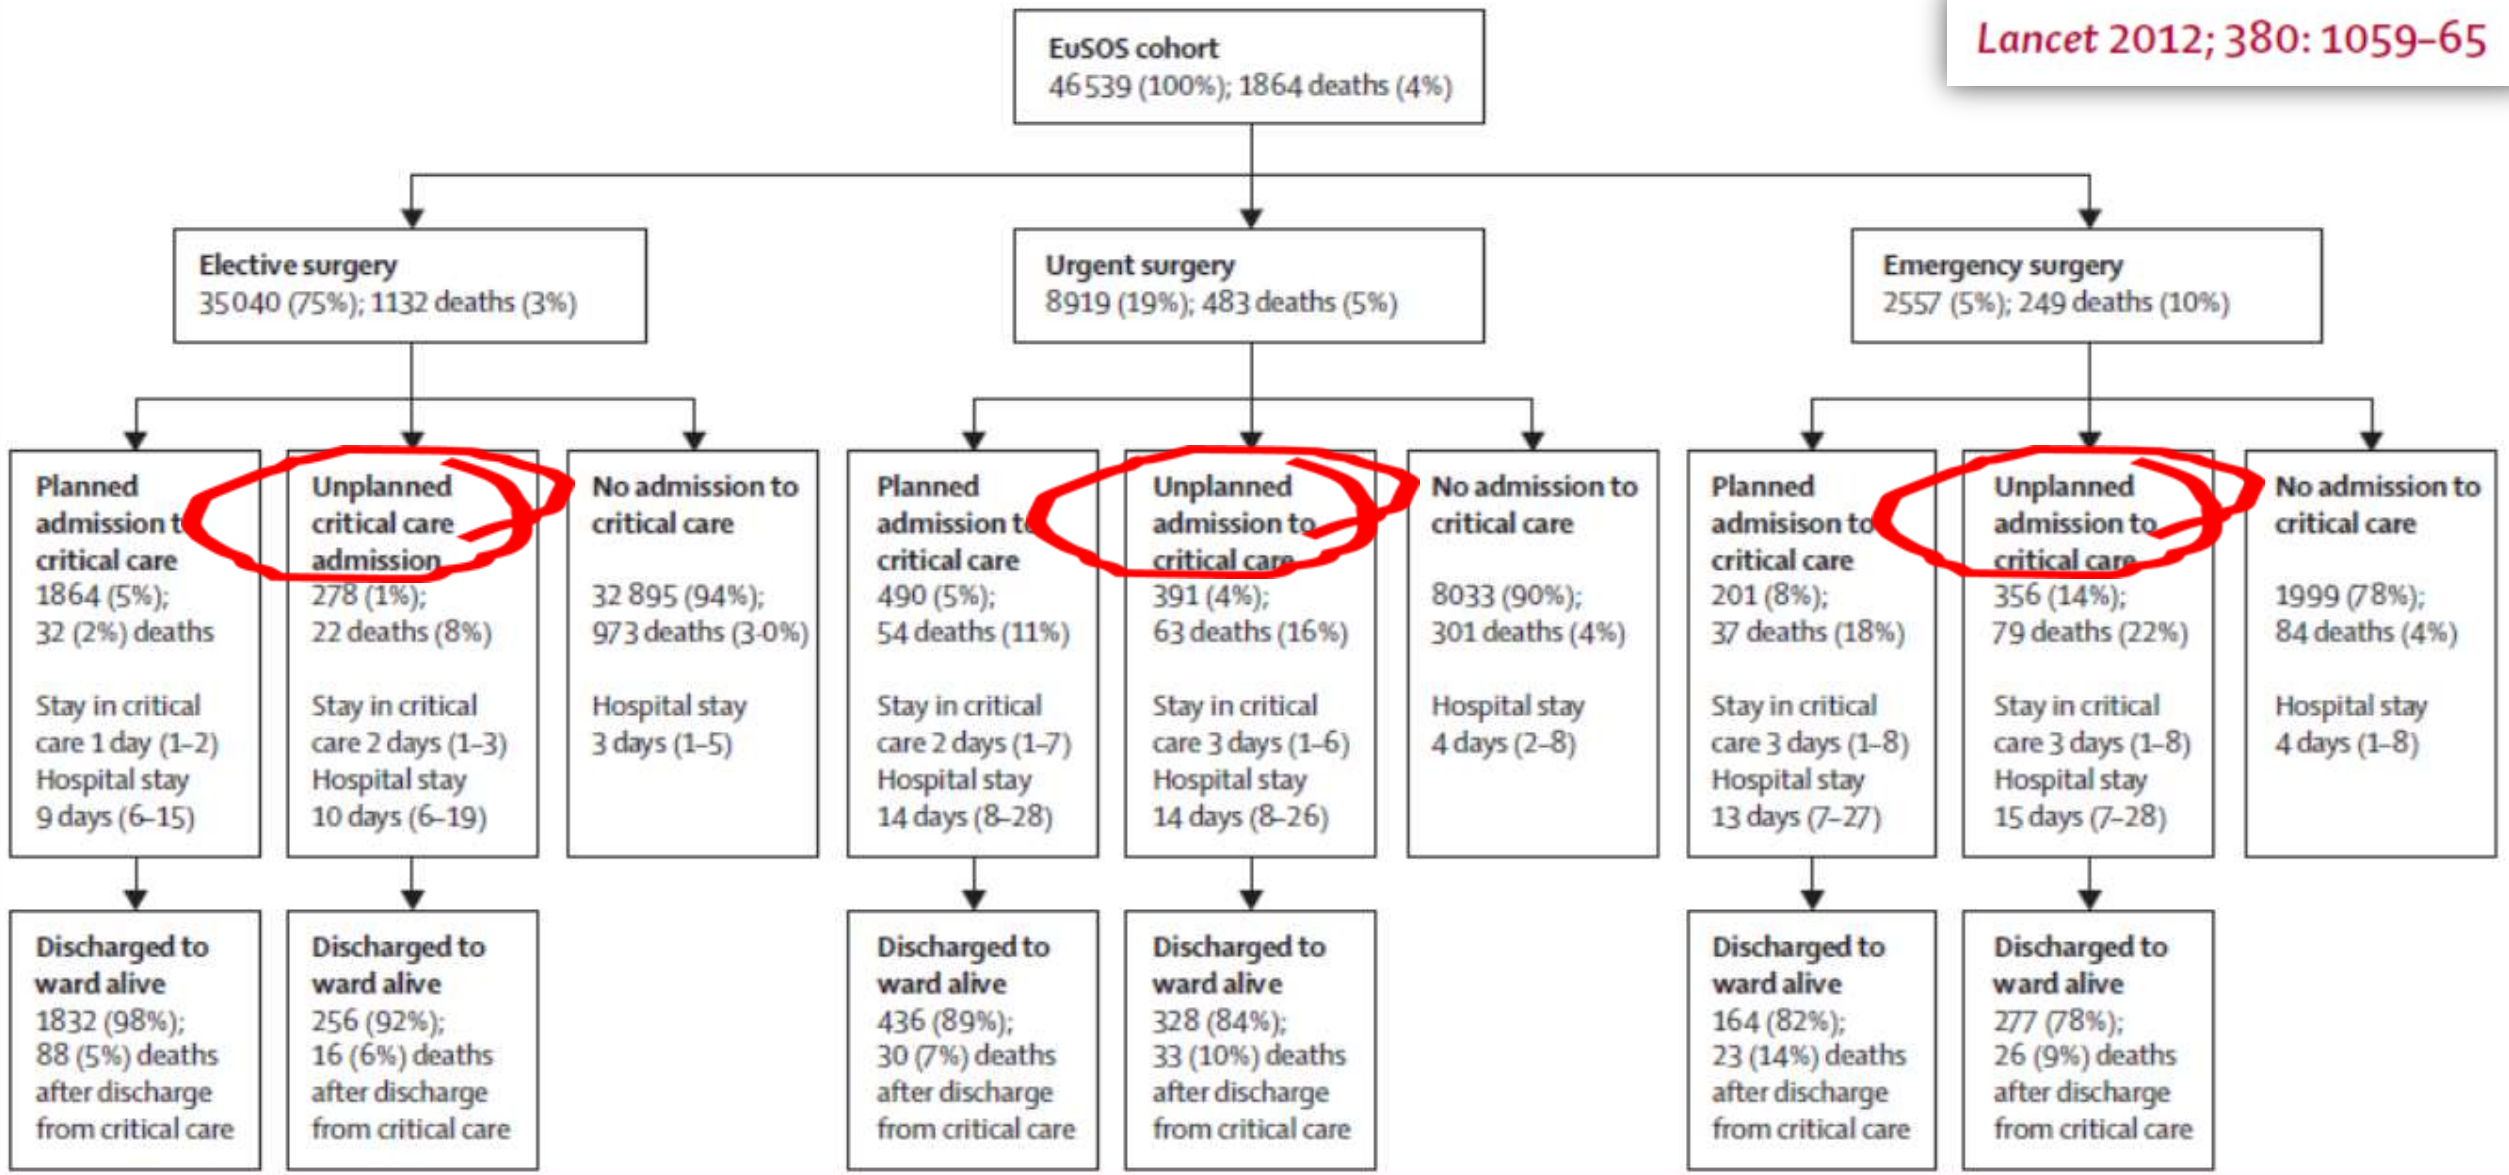 Lancet 2012; 380: 1059–65
EuSOS cohort
46 539 (100%); 1864 deaths (4%)
Elective surgery
35 040 (75%); 1132 deaths (3%)
Urgent surgery
8919 (19%); 483 deaths (5%)
Emergency surgery
2557 (5%); 249 deaths (10%)
Planned
admission to
critical care
1864 (5%);
32 (2%) deaths
Stay in critical
care 1 day (1–2)
Hospital stay
9 days (6–15)
Unplanned
critical care
admission
278 (1%);
22 deaths (8%)
Stay in critical
care 2 days (1–3)
Hospital stay
10 days (6–19)
No admission to
critical care
32 895 (94%);
973 deaths (3·0%)
Hospital stay
3 days (1–5)
Planned
admission to
critical care
490 (5%);
54 deaths (11%)
Stay in critical
care 2 days (1–7)
Hospital stay
14 days (8–28)
Unplanned
admission to
critical care
391 (4%);
63 deaths (16%)
Stay in critical
care 3 days (1–6)
Hospital stay
14 days (8–26)
No admission to
critical care
8033 (90%);
301 deaths (4%)
Hospital stay
4 days (2–8)
Planned
admisison to
critical care
201 (8%);
37 deaths (18%)
Stay in critical
care 3 days (1–8)
Hospital stay
13 days (7–27)
Unplanned
admission to
critical care
356 (14%);
79 deaths (22%)
Stay in critical
care 3 days (1–8)
Hospital stay
15 days (7–28)
No admission to
critical care
1999 (78%);
84 deaths (4%)
Hospital stay
4 days (1–8)
Discharged to
ward alive
1832 (98%);
88 (5%) deaths
after discharge
from critical care
Discharged to
ward alive
256 (92%);
16 (6%) deaths
after discharge
from critical care
Discharged to
ward alive
436 (89%);
30 (7%) deaths
after discharge
from critical care
Discharged to
ward alive
328 (84%);
33 (10%) deaths
after discharge
from critical care
Discharged to
ward alive
164 (82%);
23 (14%) deaths
after discharge
from critical care
Discharged to
ward alive
277 (78%);
26 (9%) deaths
after discharge
from critical care